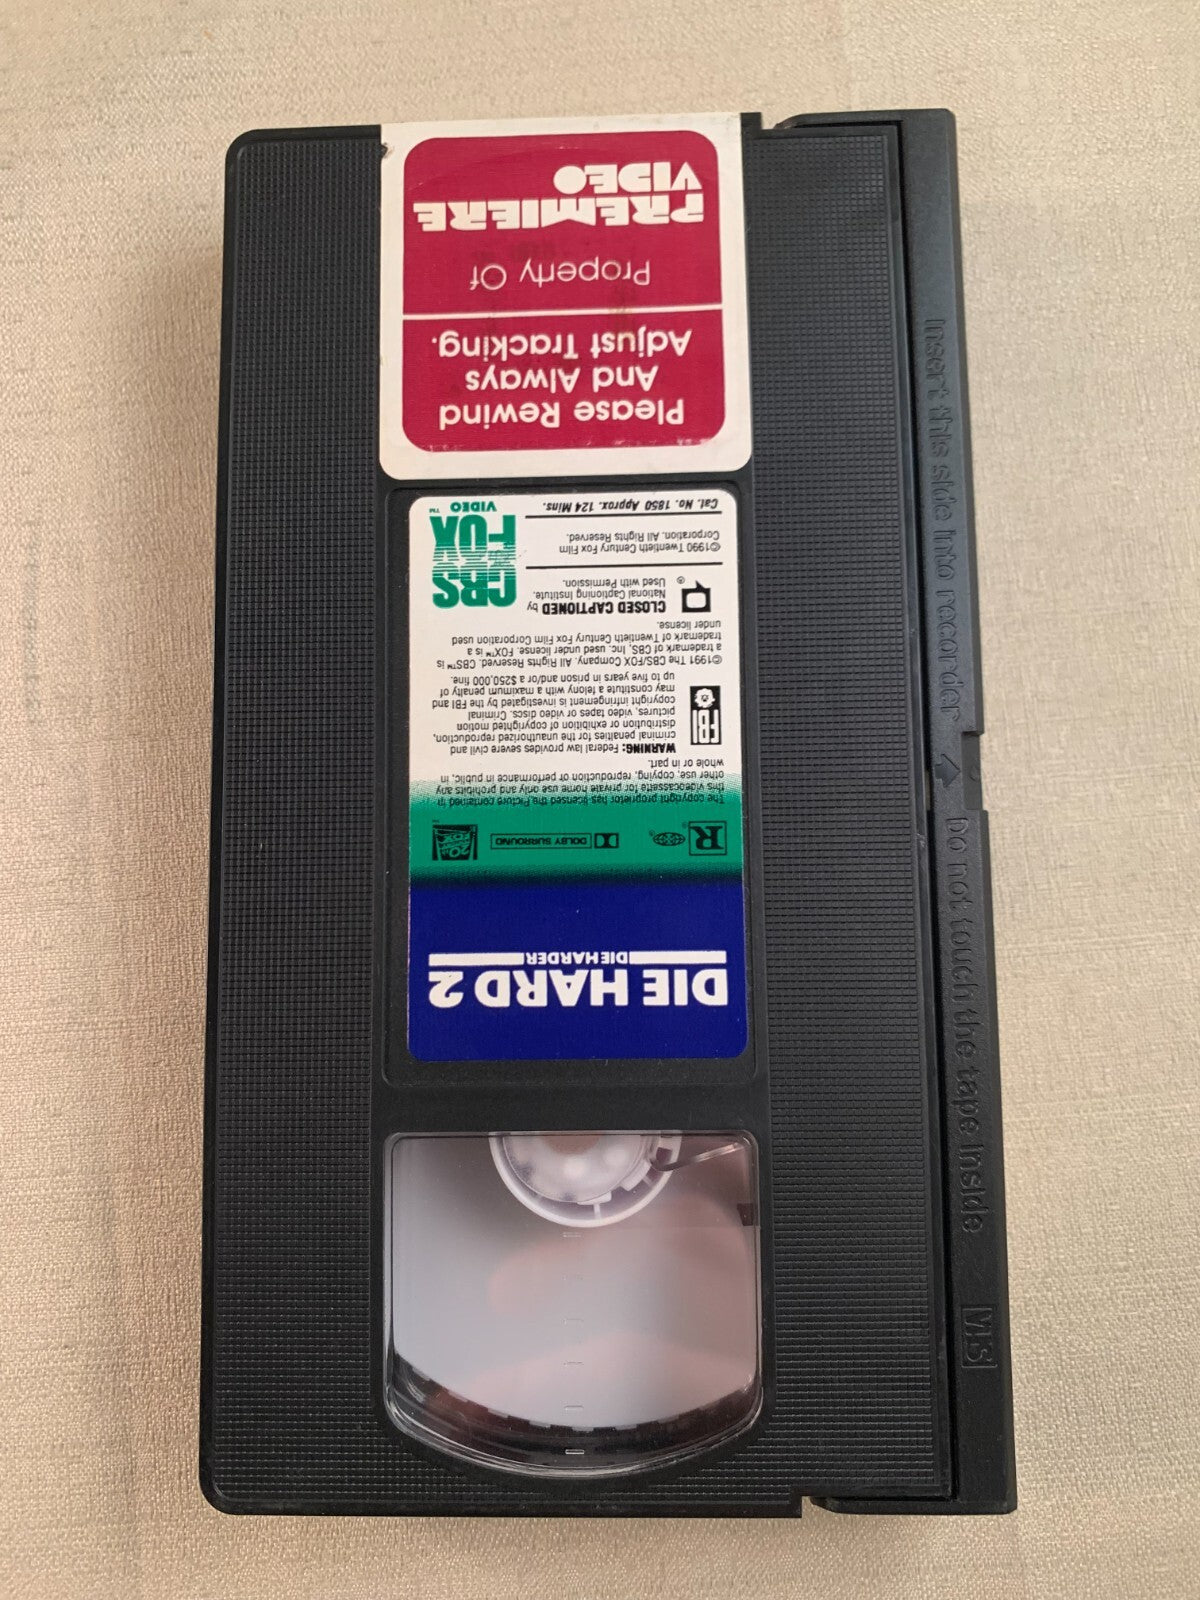 DIE HARD 2
DIE HARDER
R
DOLBY SURROUND
20th
CENTURY
FOX
TM
The copyright proprietor has licensed the Picture contained in
this videocassette for private home use only and prohibits any
other use, copying, reproduction or performance in public, in
whole or in part.
FBI
WARNING: Federal law provides severe civil and
criminal penalties for the unauthorized reproduction,
distribution or exhibition of copyrighted motion
pictures, video tapes or video discs. Criminal
copyright infringement is investigated by the FBI and
may constitute a felony with a maximum penalty of
up to five years in prison and/or a $250,000 fine.
©1991 The CBS/FOX Company. All Rights Reserved. CBS™ is
a trademark of CBS, Inc, used under license. FOX™ is a
trademark of Twentieth Century Fox Film Corporation used
under license.
CLOSED CAPTIONED by
National Captioning Institute.
Used with Permission.
®
©1990 Twentieth Century Fox Film
Corporation. All Rights Reserved.
Cat. No. 1850 Approx. 124 Mins.
CBS
FOX
VIDEO
TM
Please Rewind
And Always
Adjust Tracking.
Property Of
PREMIERE
VIDEO
Insert this side into recorder
Do not touch the tape inside
VHS